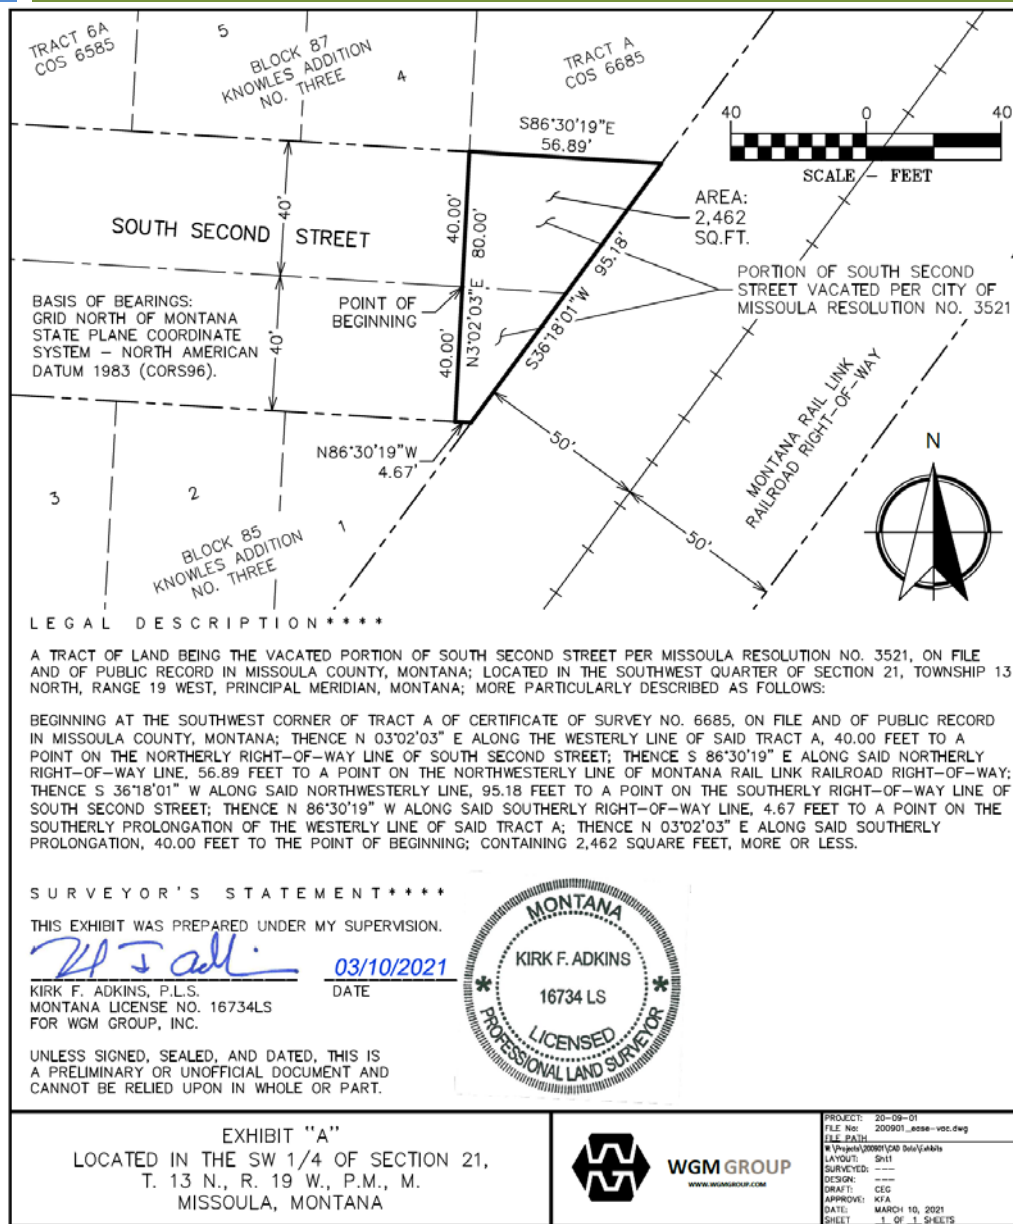 TRACT 6A
COS 6585
5
BLOCK 87
KNOWLES ADDITION
NO. THREE
4
TRACT A
COS 6685
S86°30'19"E
56.89'
40
0
40
SCALE – FEET
AREA:
2,462
SQ.FT.
SOUTH SECOND STREET
40'
40'
40.00'
80.00'
N3°02'03"E
40.00'
95.18'
S36°18'01"W
PORTION OF SOUTH SECOND
STREET VACATED PER CITY OF
MISSOULA RESOLUTION NO. 3521
BASIS OF BEARINGS:
GRID NORTH OF MONTANA
STATE PLANE COORDINATE
SYSTEM – NORTH AMERICAN
DATUM 1983 (CORS96).
POINT OF
BEGINNING
MONTANA RAIL LINK
RAILROAD RIGHT-OF-WAY
N
N86°30'19"W
4.67'
50'
50'
3
2
1
BLOCK 85
KNOWLES ADDITION
NO. THREE
LEGAL DESCRIPTION****
A TRACT OF LAND BEING THE VACATED PORTION OF SOUTH SECOND STREET PER MISSOULA RESOLUTION NO. 3521, ON FILE
AND OF PUBLIC RECORD IN MISSOULA COUNTY, MONTANA; LOCATED IN THE SOUTHWEST QUARTER OF SECTION 21, TOWNSHIP 13
NORTH, RANGE 19 WEST, PRINCIPAL MERIDIAN, MONTANA; MORE PARTICULARLY DESCRIBED AS FOLLOWS:
BEGINNING AT THE SOUTHWEST CORNER OF TRACT A OF CERTIFICATE OF SURVEY NO. 6685, ON FILE AND OF PUBLIC RECORD
IN MISSOULA COUNTY, MONTANA; THENCE N 03°02'03" E ALONG THE WESTERLY LINE OF SAID TRACT A, 40.00 FEET TO A
POINT ON THE NORTHERLY RIGHT-OF-WAY LINE OF SOUTH SECOND STREET; THENCE S 86°30'19" E ALONG SAID NORTHERLY
RIGHT-OF-WAY LINE, 56.89 FEET TO A POINT ON THE NORTHWESTERLY LINE OF MONTANA RAIL LINK RAILROAD RIGHT-OF-WAY;
THENCE S 36°18'01" W ALONG SAID NORTHWESTERLY LINE, 95.18 FEET TO A POINT ON THE SOUTHERLY RIGHT-OF-WAY LINE OF
SOUTH SECOND STREET; THENCE N 86°30'19" W ALONG SAID SOUTHERLY RIGHT-OF-WAY LINE, 4.67 FEET TO A POINT ON THE
SOUTHERLY PROLONGATION OF THE WESTERLY LINE OF SAID TRACT A; THENCE N 03°02'03" E ALONG SAID SOUTHERLY
PROLONGATION, 40.00 FEET TO THE POINT OF BEGINNING; CONTAINING 2,462 SQUARE FEET, MORE OR LESS.
SURVEYOR'S STATEMENT****
THIS EXHIBIT WAS PREPARED UNDER MY SUPERVISION.
03/10/2021
KIRK F. ADKINS, P.L.S.
DATE
MONTANA LICENSE NO. 16734LS
FOR WGM GROUP, INC.
UNLESS SIGNED, SEALED, AND DATED, THIS IS
A PRELIMINARY OR UNOFFICIAL DOCUMENT AND
CANNOT BE RELIED UPON IN WHOLE OR PART.
MONTANA
KIRK F. ADKINS
16734 LS
LICENSED
PROFESSIONAL LAND SURVEYOR
EXHIBIT "A"
LOCATED IN THE SW 1/4 OF SECTION 21,
T. 13 N., R. 19 W., P.M., M.
MISSOULA, MONTANA
WGM GROUP
WWW.WGMGROUP.COM
PROJECT: 20-09-01
FILE No: 200901_ease-vac.dwg
FILE PATH
W:\Projects\200901\CAD Data\Exhibits
LAYOUT: Sht1
SURVEYED: ----
DESIGN: ----
DRAFT: CEG
APPROVE: KFA
DATE: MARCH 10, 2021
SHEET 1 OF 1 SHEETS